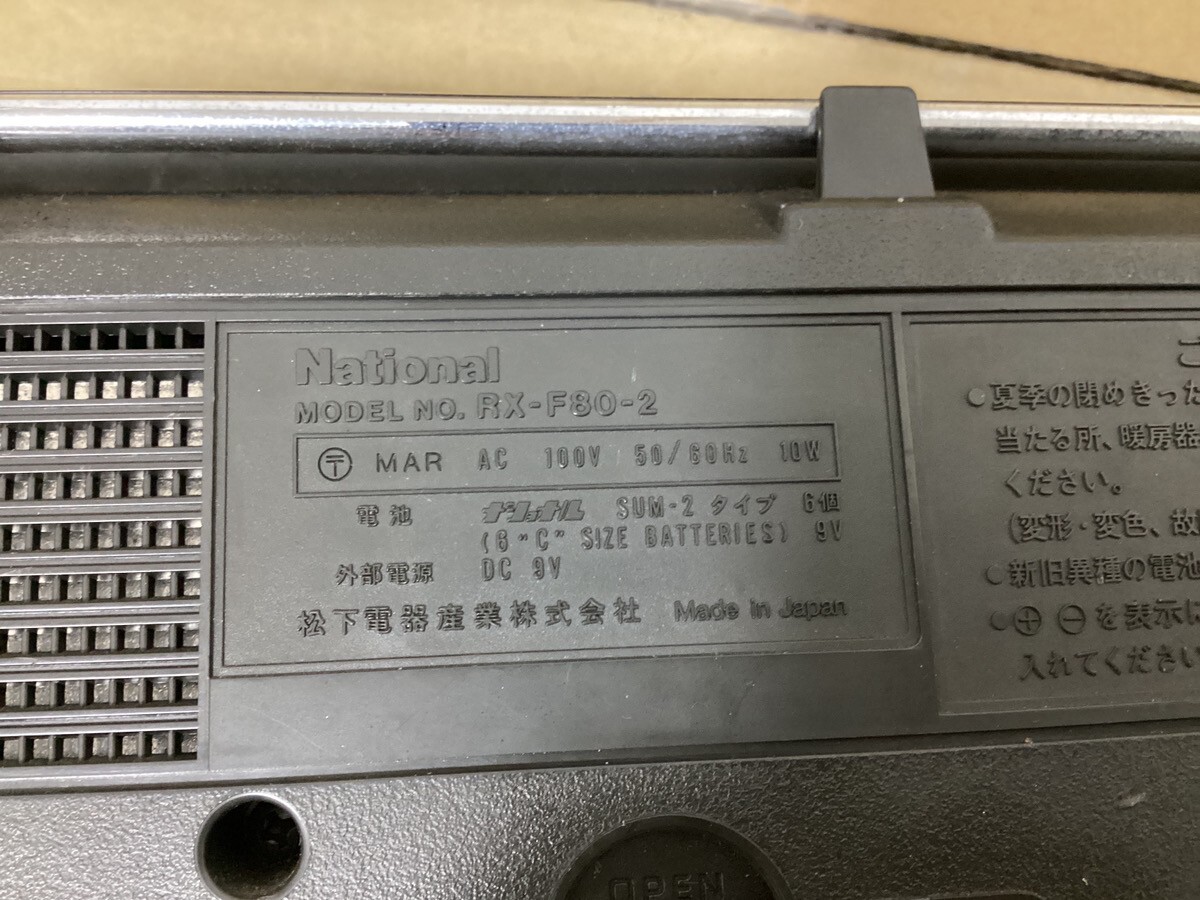 National
MODEL NO. RX-F80-2
〒 MAR AC 100V 50/60Hz 10W
電池 ナショナル SUM-2 タイプ 6個
(6 "C" SIZE BATTERIES) 9V
外部電源 DC 9V
松下電器産業株式会社 Made in Japan
ご
●夏季の閉めきった
当たる所、暖房器
ください。
(変形・変色、故
●新旧異種の電池
●⊕ ⊖を表示に
入れてください
OPEN